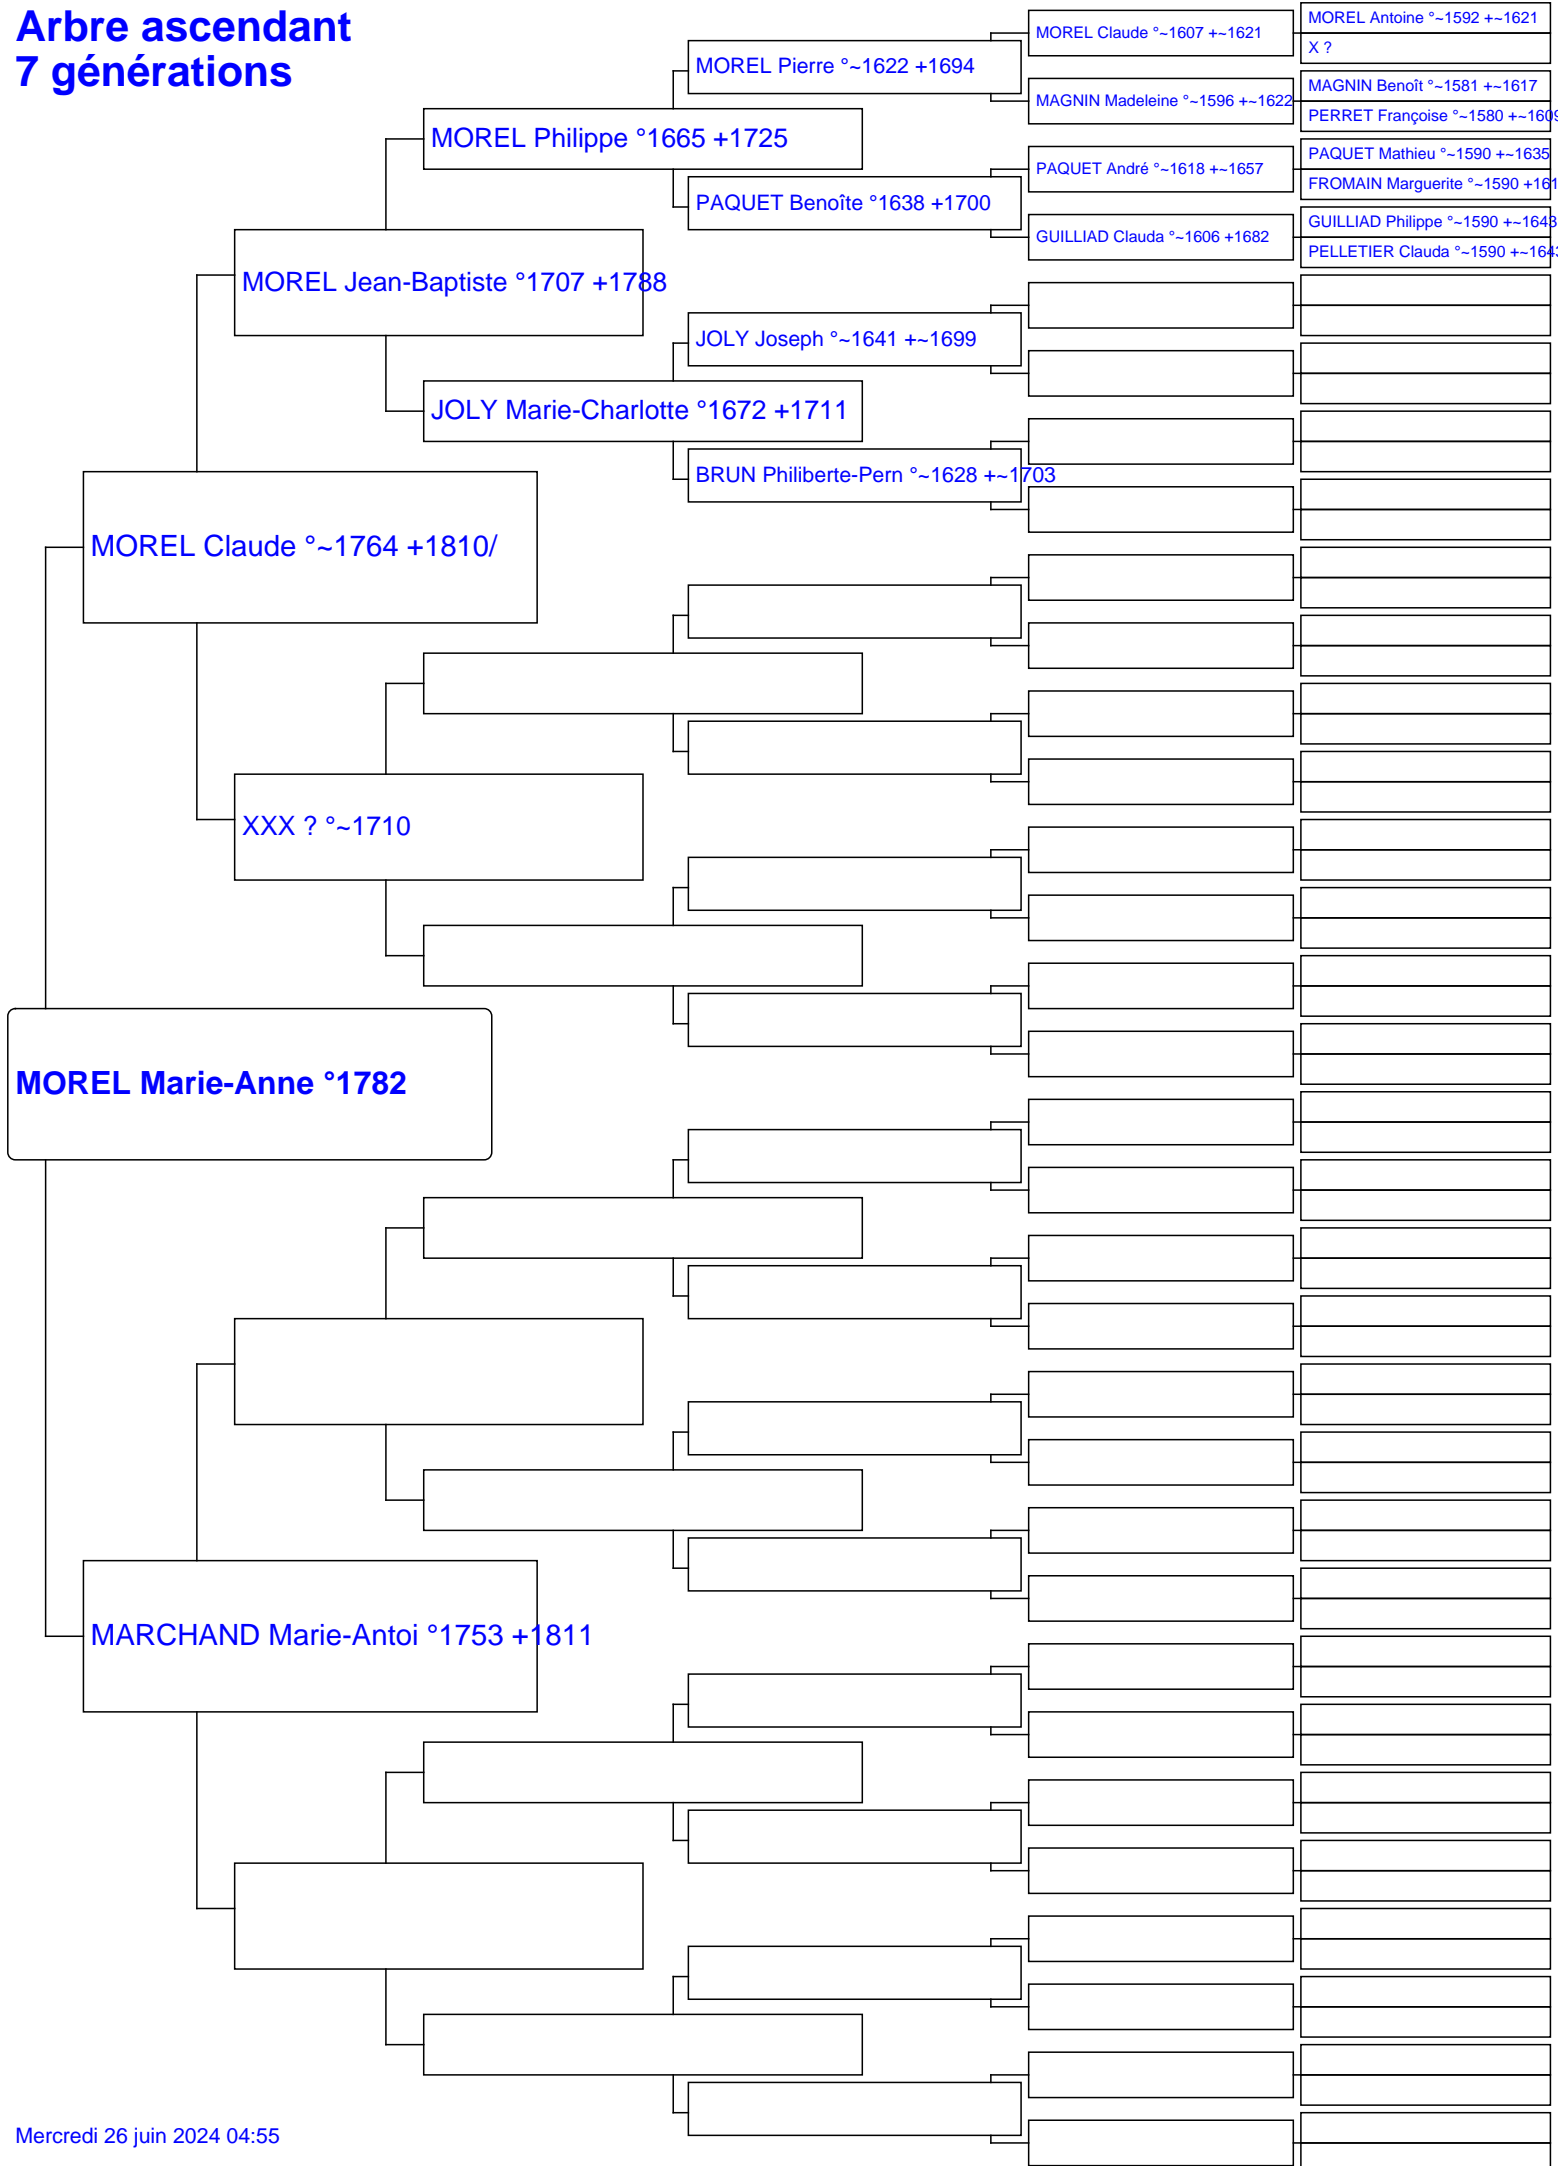 Arbre ascendant
7 générations
MOREL Antoine °~1592 +~1621
MOREL Claude °~1607 +~1621
X ?
MOREL Pierre °~1622 +1694
MAGNIN Benoît °~1581 +~1617
MAGNIN Madeleine °~1596 +~1622
PERRET Françoise °~1580 +~1609
MOREL Philippe °1665 +1725
PAQUET Mathieu °~1590 +~1635
PAQUET André °~1618 +~1657
FROMAIN Marguerite °~1590 +161
PAQUET Benoîte °1638 +1700
GUILLIAD Philippe °~1590 +~1643
GUILLIAD Clauda °~1606 +1682
PELLETIER Clauda °~1590 +~1643
MOREL Jean-Baptiste °1707 +1788
JOLY Joseph °~1641 +~1699
JOLY Marie-Charlotte °1672 +1711
BRUN Philiberte-Pern °~1628 +~1703
MOREL Claude °~1764 +1810/
XXX ? °~1710
MOREL Marie-Anne °1782
MARCHAND Marie-Antoi °1753 +1811
Mercredi 26 juin 2024 04:55